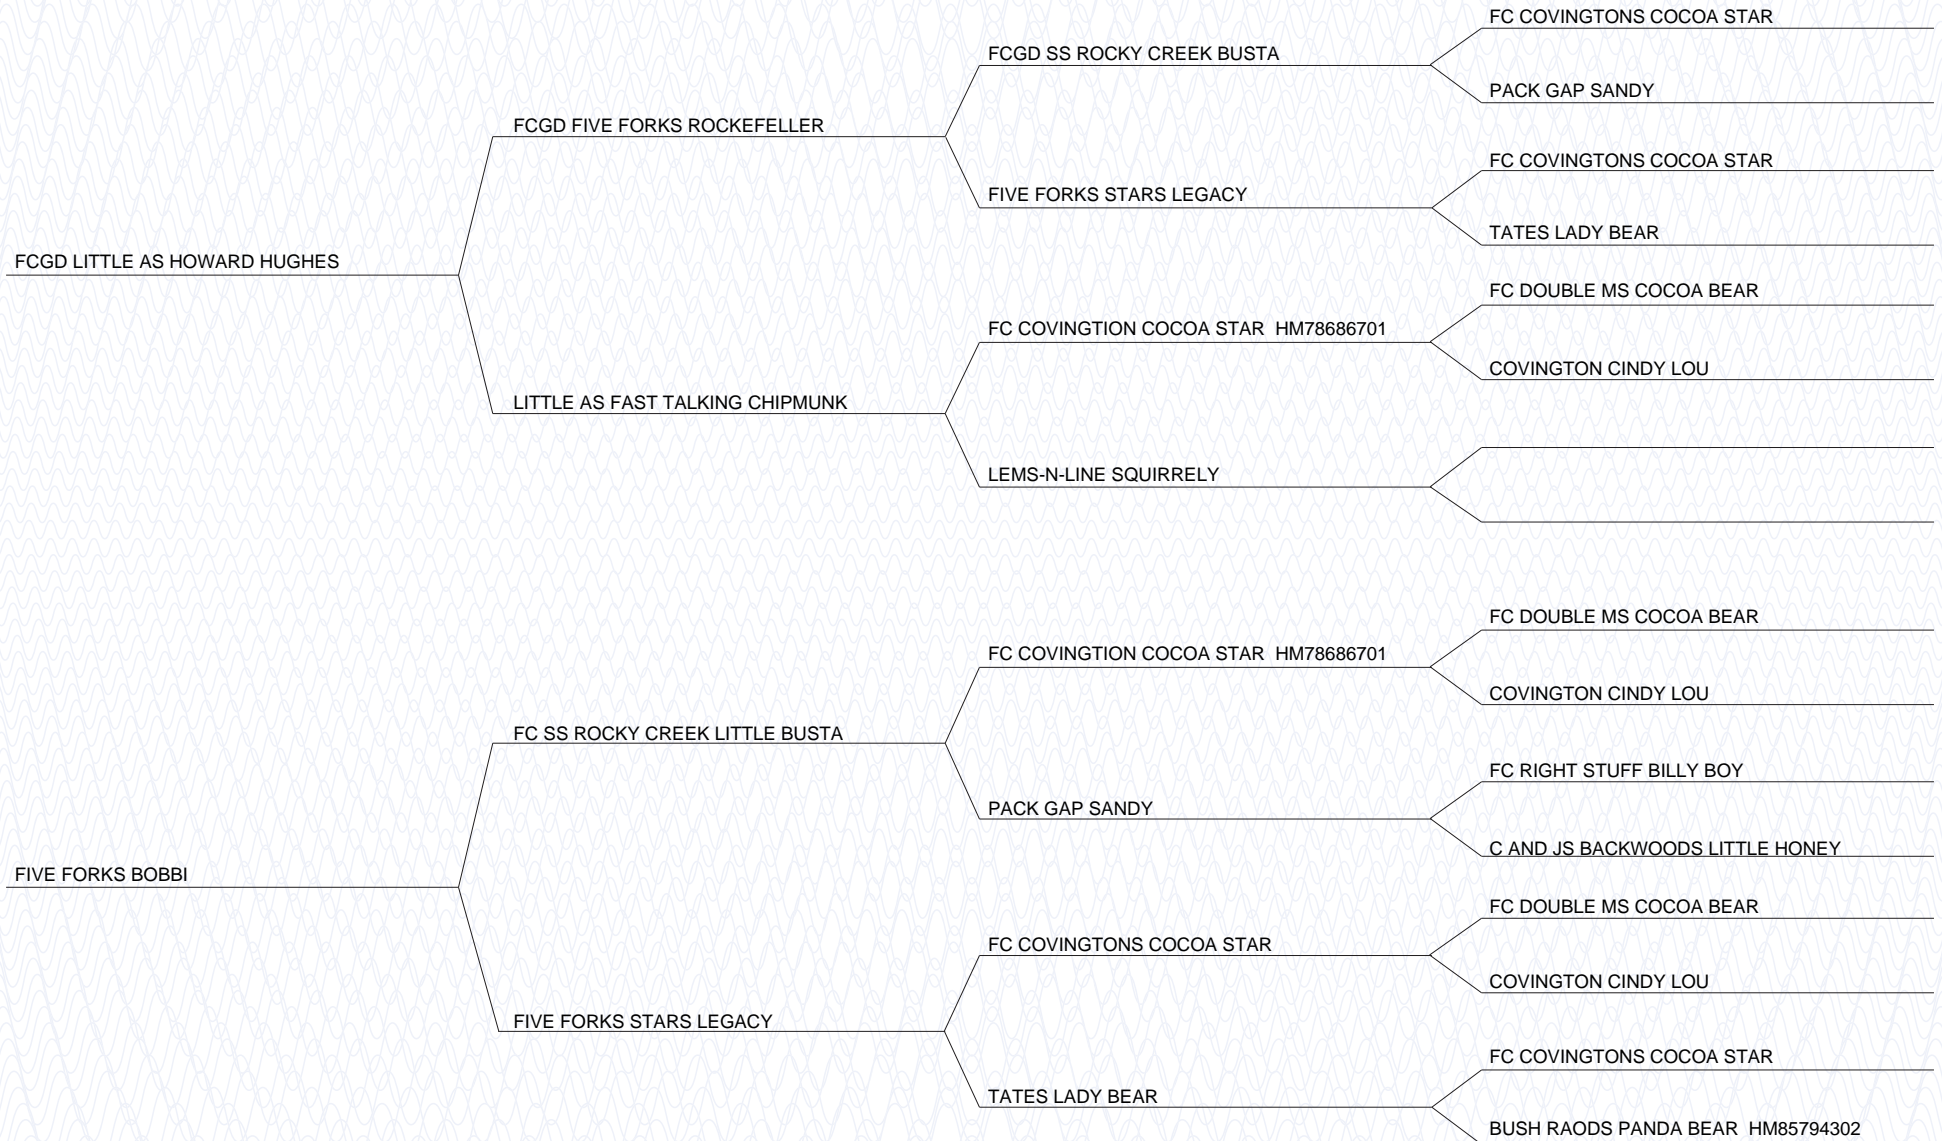 FC COVINGTONS COCOA STAR
FCGD SS ROCKY CREEK BUSTA
PACK GAP SANDY
FCGD FIVE FORKS ROCKEFELLER
FC COVINGTONS COCOA STAR
FIVE FORKS STARS LEGACY
TATES LADY BEAR
FCGD LITTLE AS HOWARD HUGHES
FC DOUBLE MS COCOA BEAR
FC COVINGTION COCOA STAR HM78686701
COVINGTON CINDY LOU
LITTLE AS FAST TALKING CHIPMUNK
LEMS-N-LINE SQUIRRELY
FC DOUBLE MS COCOA BEAR
FC COVINGTION COCOA STAR HM78686701
COVINGTON CINDY LOU
FC SS ROCKY CREEK LITTLE BUSTA
FC RIGHT STUFF BILLY BOY
PACK GAP SANDY
C AND JS BACKWOODS LITTLE HONEY
FIVE FORKS BOBBI
FC DOUBLE MS COCOA BEAR
FC COVINGTONS COCOA STAR
COVINGTON CINDY LOU
FIVE FORKS STARS LEGACY
FC COVINGTONS COCOA STAR
TATES LADY BEAR
BUSH RAODS PANDA BEAR HM85794302